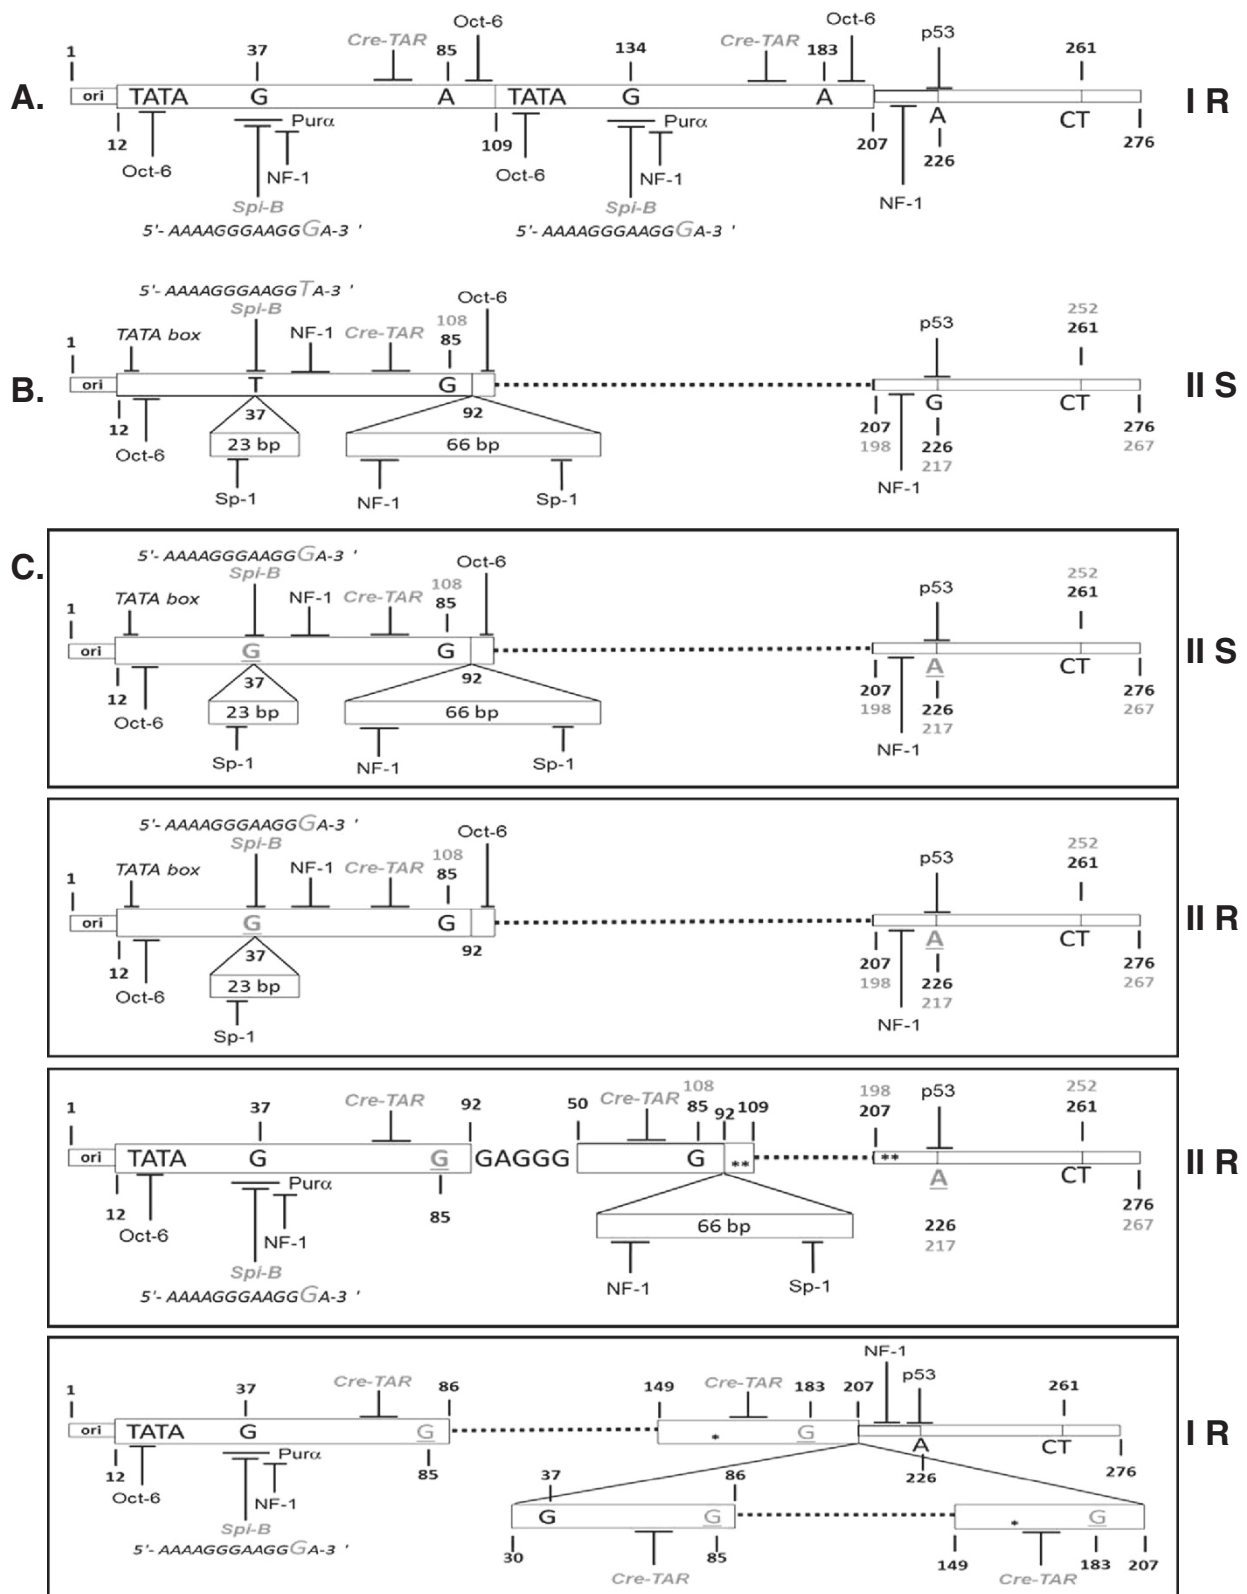 Oct-6 Oct-6
Cre-TAR Cre-TAR p53
1 37 85 134 183 261
A. ori TATA G A TATA G A I R
Purα Purα A CT
12 109 207 226 276
Oct-6 NF-1 Oct-6 NF-1 NF-1
Spi-B Spi-B
5'- AAAAGGGAAGGGA-3 ' 5'- AAAAGGGAAGGGA-3 '
5'- AAAAGGGAAGGTA-3 '
Spi-B Oct-6 252
TATA box NF-1 Cre-TAR 108 p53 261
1 85
B. ori T G II S
G CT
12 37 92 207 226 276
Oct-6 23 bp 66 bp 198 217 267
Sp-1 NF-1 Sp-1 NF-1
C. 5'- AAAAGGGAAGGGA-3 '
Spi-B Oct-6 252
TATA box NF-1 Cre-TAR 108 p53 261
1 85
ori G G II S
A CT
12 37 92 207 226 276
Oct-6 23 bp 66 bp 198 217 267
Sp-1 NF-1 Sp-1 NF-1
5'- AAAAGGGAAGGGA-3 '
Spi-B Oct-6 252
TATA box NF-1 Cre-TAR 108 p53 261
1 85
ori G G II R
A CT
12 37 92 207 226 276
Oct-6 23 bp 198 217 267
Sp-1 NF-1
Cre-TAR Cre-TAR 108 198 p53 252
1 37 92 50 85 92 109 207 261
ori TATA G G GAGGG G ** ** II R
Purα A CT
12 85 276
Oct-6 NF-1 66 bp 226 267
Spi-B NF-1 Sp-1 217
5'- AAAAGGGAAGGGA-3 '
NF-1
Cre-TAR Cre-TAR p53
1 37 86 149 183 207 261
ori TATA G G * G I R
Purα A CT
12 85 226 276
Oct-6 NF-1 37 86
Spi-B G G * G
5'- AAAAGGGAAGGGA-3 ' 30 85 149 183 207
Cre-TAR Cre-TAR